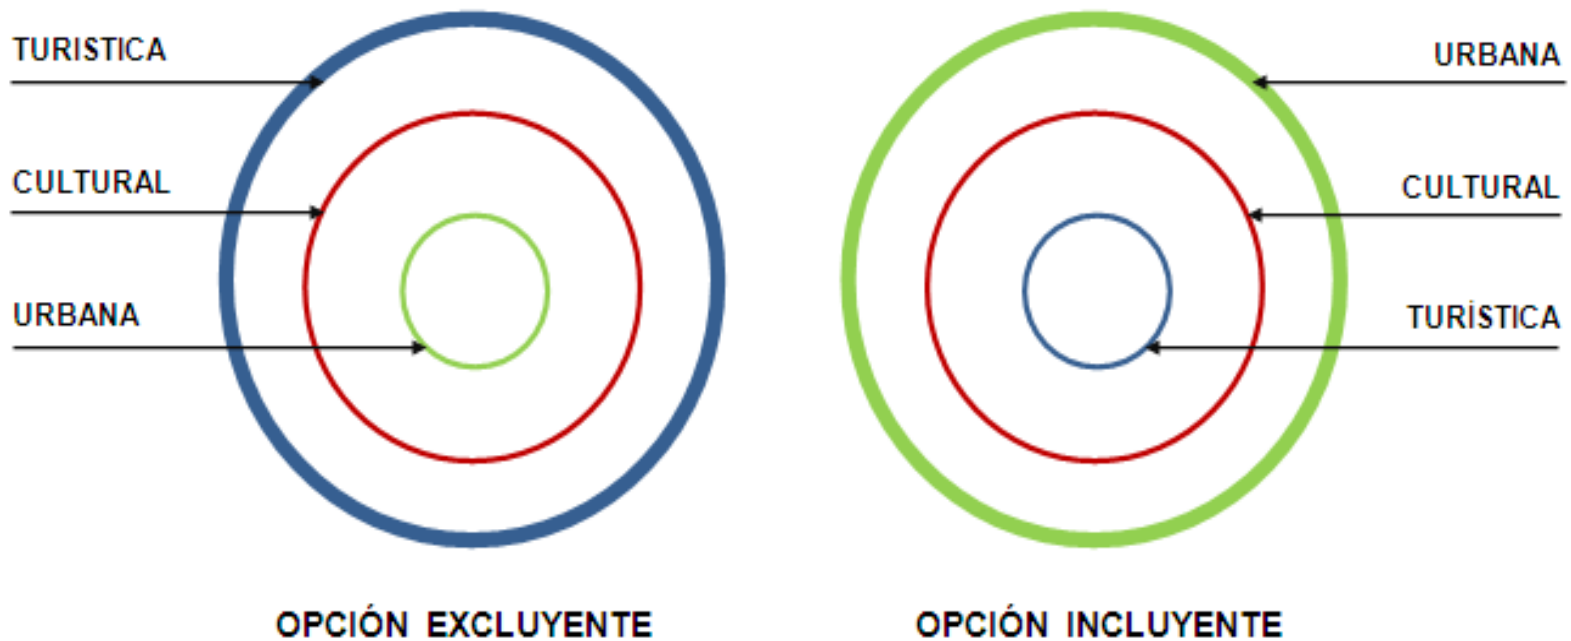 TURISTICA
CULTURAL
URBANA
OPCIÓN EXCLUYENTE
URBANA
CULTURAL
TURÍSTICA
OPCIÓN INCLUYENTE